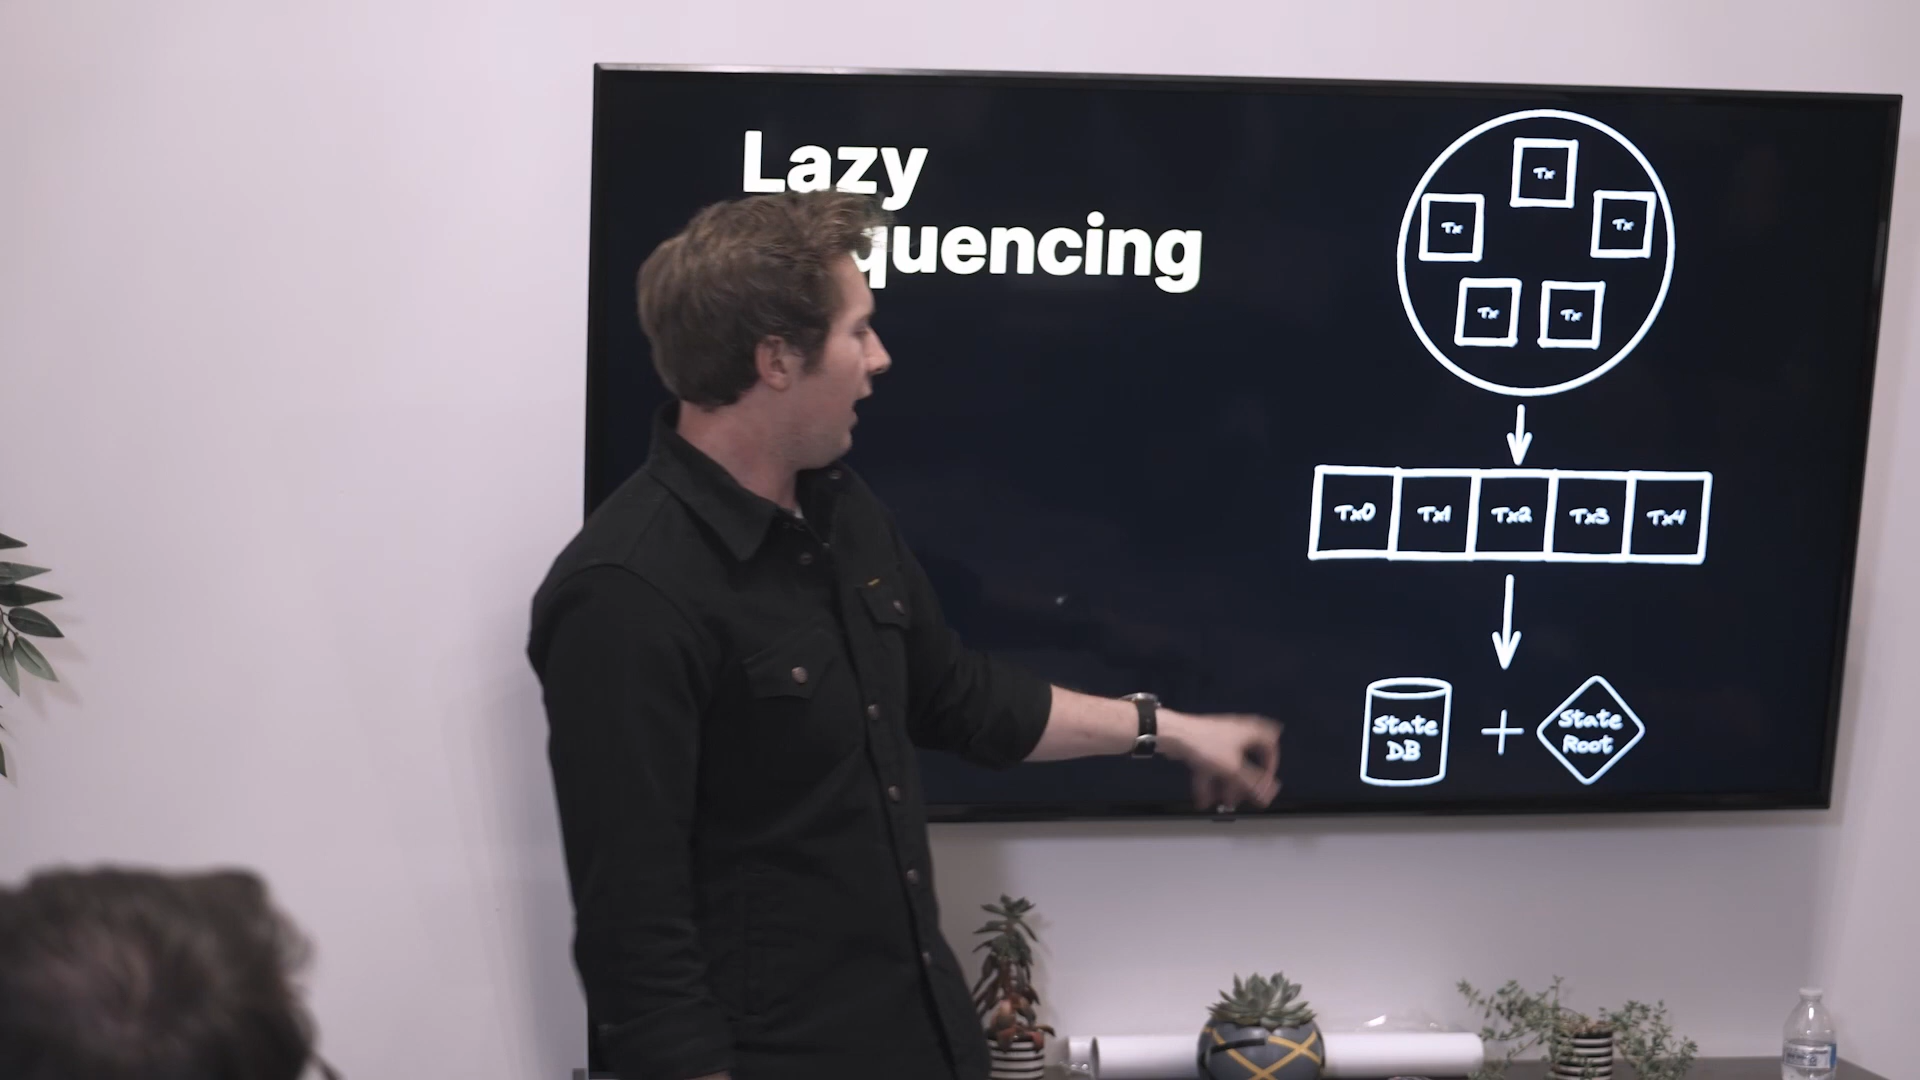 Lazy
quencing
Tx
Tx
Tx
Tx
Tx
Tx0 Tx1 Tx2 Tx3 Tx4
State
DB
+
State
Root